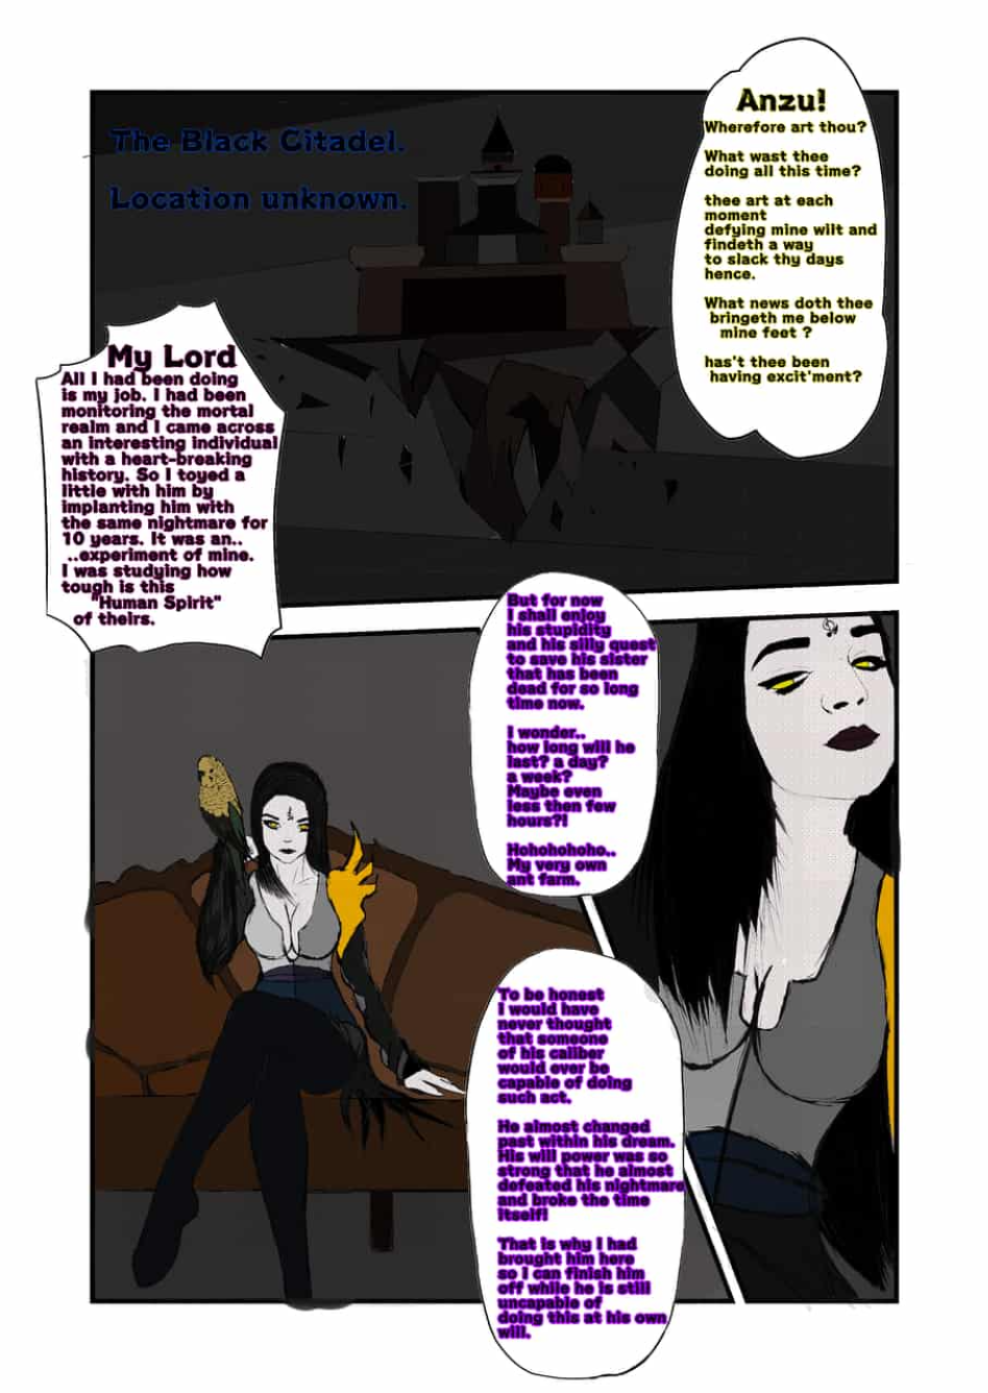 The Black Citadel.
Location unknown.
Anzu!
Wherefore art thou?
What wast thee
doing all this time?
thee art at each
moment
defying mine wilt and
findeth a way
to slack thy days
hence.
What news doth thee
bringeth me below
mine feet ?
has't thee been
having excit'ment?
My Lord
All I had been doing
is my job. I had been
monitoring the mortal
realm and I came across
an interesting individual
with a heart-breaking
history. So I toyed a
little with him by
implanting him with
the same nightmare for
10 years. It was an..
..experiment of mine.
I was studying how
tough is this
"Human Spirit"
of theirs.
But for now
I shall enjoy
his stupidity
and his silly quest
to save his sister
that has been
dead for so long
time now.
I wonder..
how long will he
last? a day?
a week?
Maybe even
less then few
hours?!
Hohohohoho..
My very own
ant farm.
To be honest
I would have
never thought
that someone
of his caliber
would ever be
capable of doing
such act.
He almost changed
past within his dream.
His will power was so
strong that he almost
defeated his nightmare
and broke the time
itself!
That is why I had
brought him here
so I can finish him
off while he is still
uncapable of
doing this at his own
will.